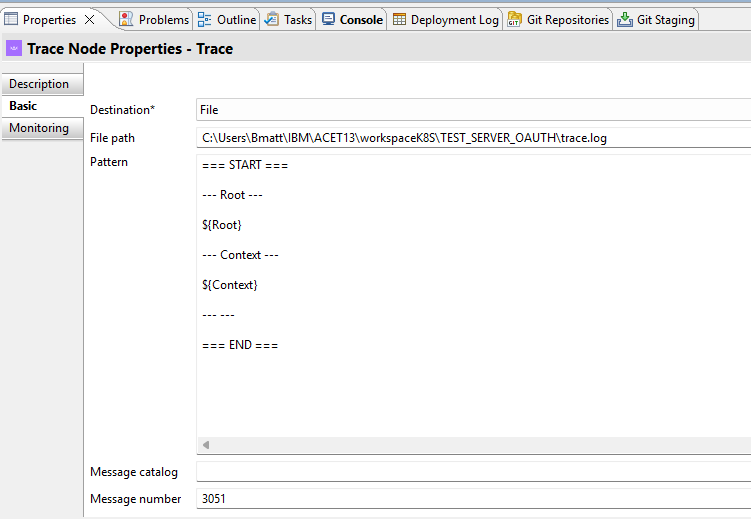 Properties Problems Outline Tasks Console Deployment Log Git Repositories Git Staging
Trace Node Properties - Trace
Description
Basic
Monitoring
Destination* File
File path C:\Users\Bmatt\IBM\ACET13\workspaceK8S\TEST_SERVER_OAUTH\trace.log
Pattern === START ===
--- Root ---
${Root}
--- Context ---
${Context}
--- ---
=== END ===
Message catalog
Message number 3051